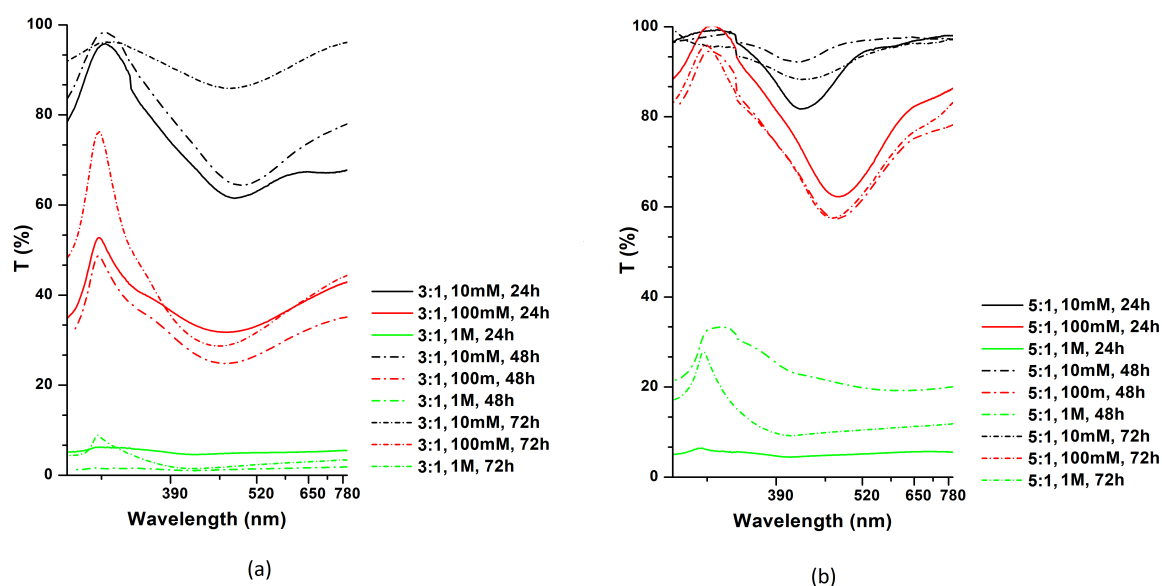 100
80
60
40
20
0
T (%)
390
520
650
780
Wavelength (nm)
3:1, 10mM, 24h
3:1, 100mM, 24h
3:1, 1M, 24h
3:1, 10mM, 48h
3:1, 100m, 48h
3:1, 1M, 48h
3:1, 10mM, 72h
3:1, 100mM, 72h
3:1, 1M, 72h
(a)
100
80
60
40
20
0
T (%)
390
520
650
780
Wavelength (nm)
5:1, 10mM, 24h
5:1, 100mM, 24h
5:1, 1M, 24h
5:1, 10mM, 48h
5:1, 100m, 48h
5:1, 1M, 48h
5:1, 10mM, 72h
5:1, 100mM, 72h
5:1, 1M, 72h
(b)